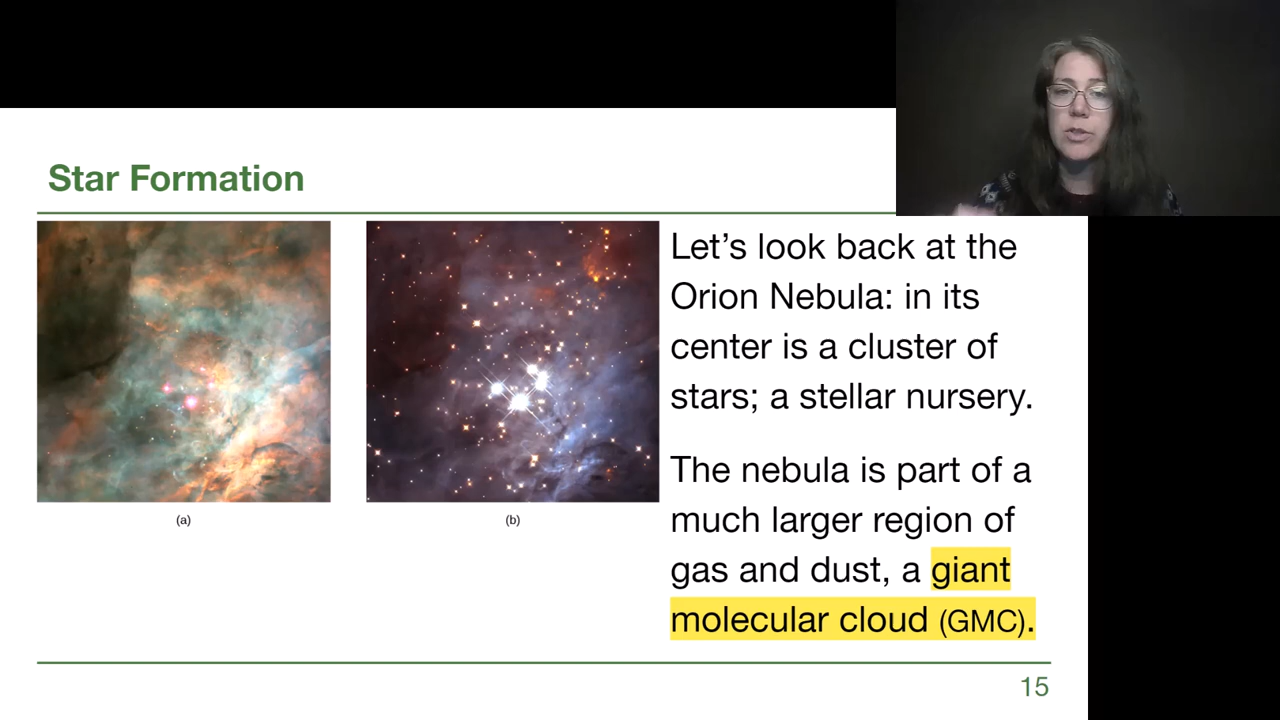 Star Formation
Let’s look back at the
Orion Nebula: in its
center is a cluster of
stars; a stellar nursery.
The nebula is part of a
much larger region of
gas and dust, a giant
molecular cloud (GMC).
(a)
(b)
15